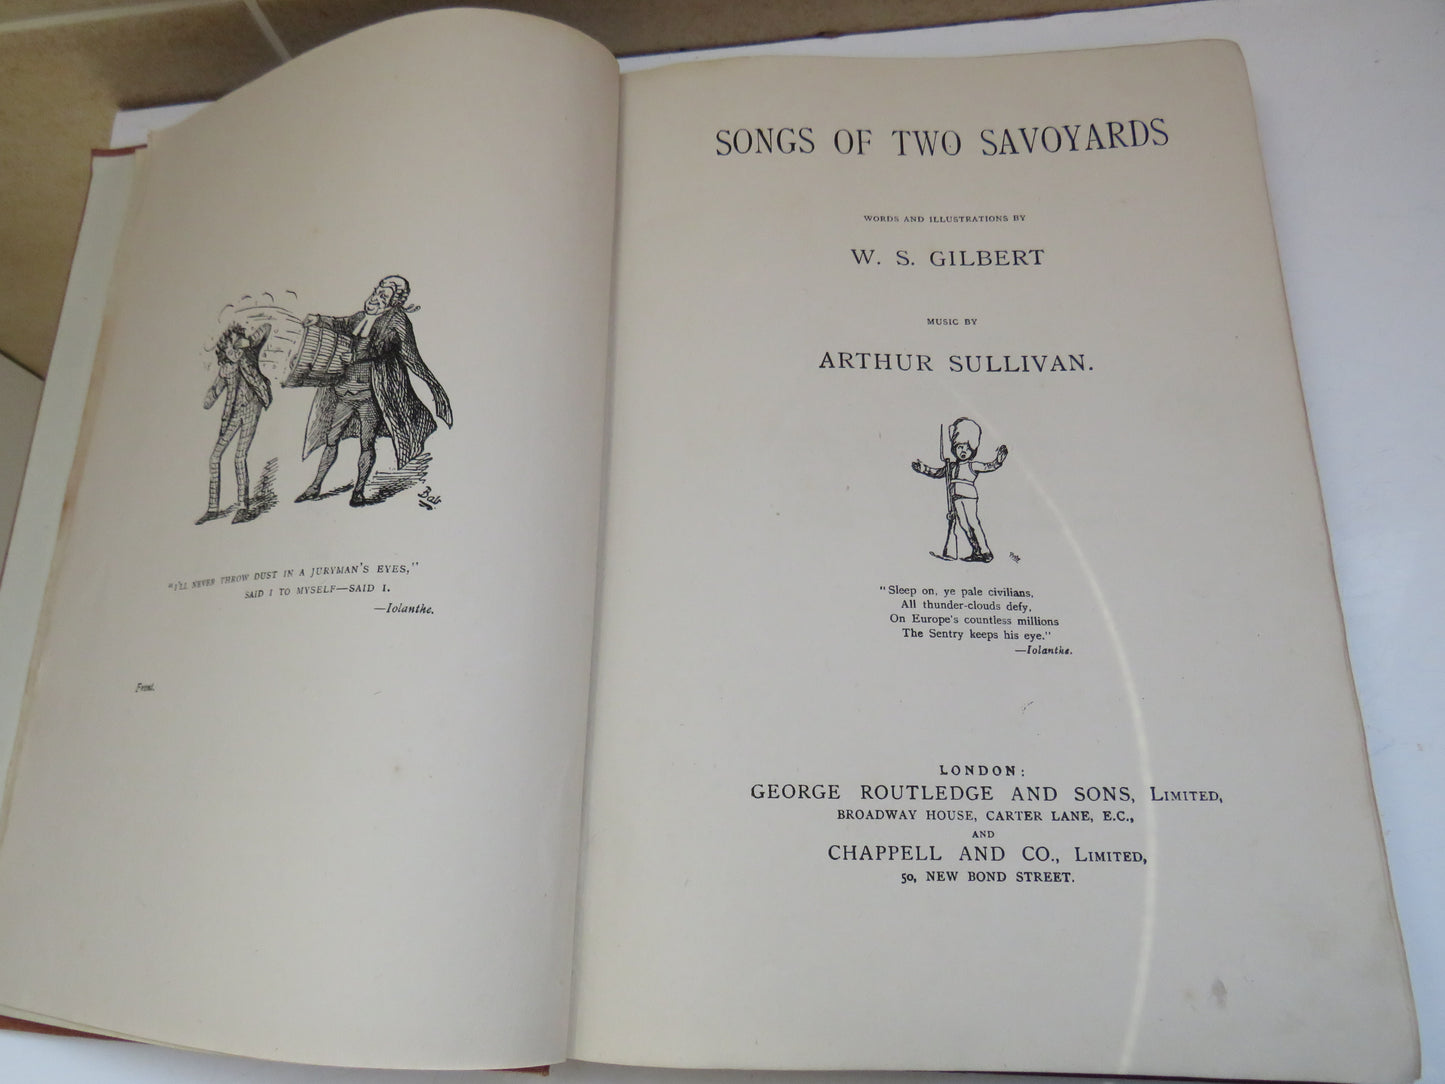 Bab
"I'LL NEVER THROW DUST IN A JURYMAN'S EYES,"
SAID I TO MYSELF—SAID I.
—Iolanthe.
Front.
SONGS OF TWO SAVOYARDS
WORDS AND ILLUSTRATIONS BY
W. S. GILBERT
MUSIC BY
ARTHUR SULLIVAN.
"Sleep on, ye pale civilians,
All thunder-clouds defy,
On Europe's countless millions
The Sentry keeps his eye."
—Iolanthe.
LONDON:
GEORGE ROUTLEDGE AND SONS, LIMITED,
BROADWAY HOUSE, CARTER LANE, E.C.,
AND
CHAPPELL AND CO., LIMITED,
50, NEW BOND STREET.